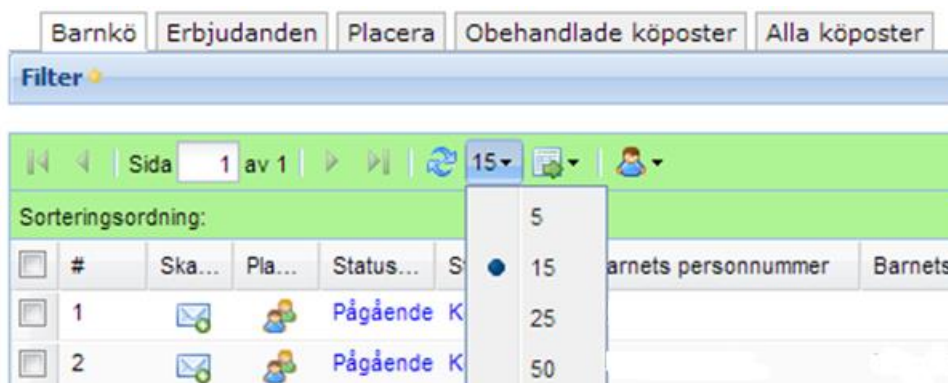 Barnkö Erbjudanden Placera Obehandlade köposter Alla köposter
Filter
Sida 1 av 1 15
Sorteringsordning:
5
# Ska... Pla... Status... 15 arnets personnummer Barnets
1 Pågående
25
2 Pågående
50